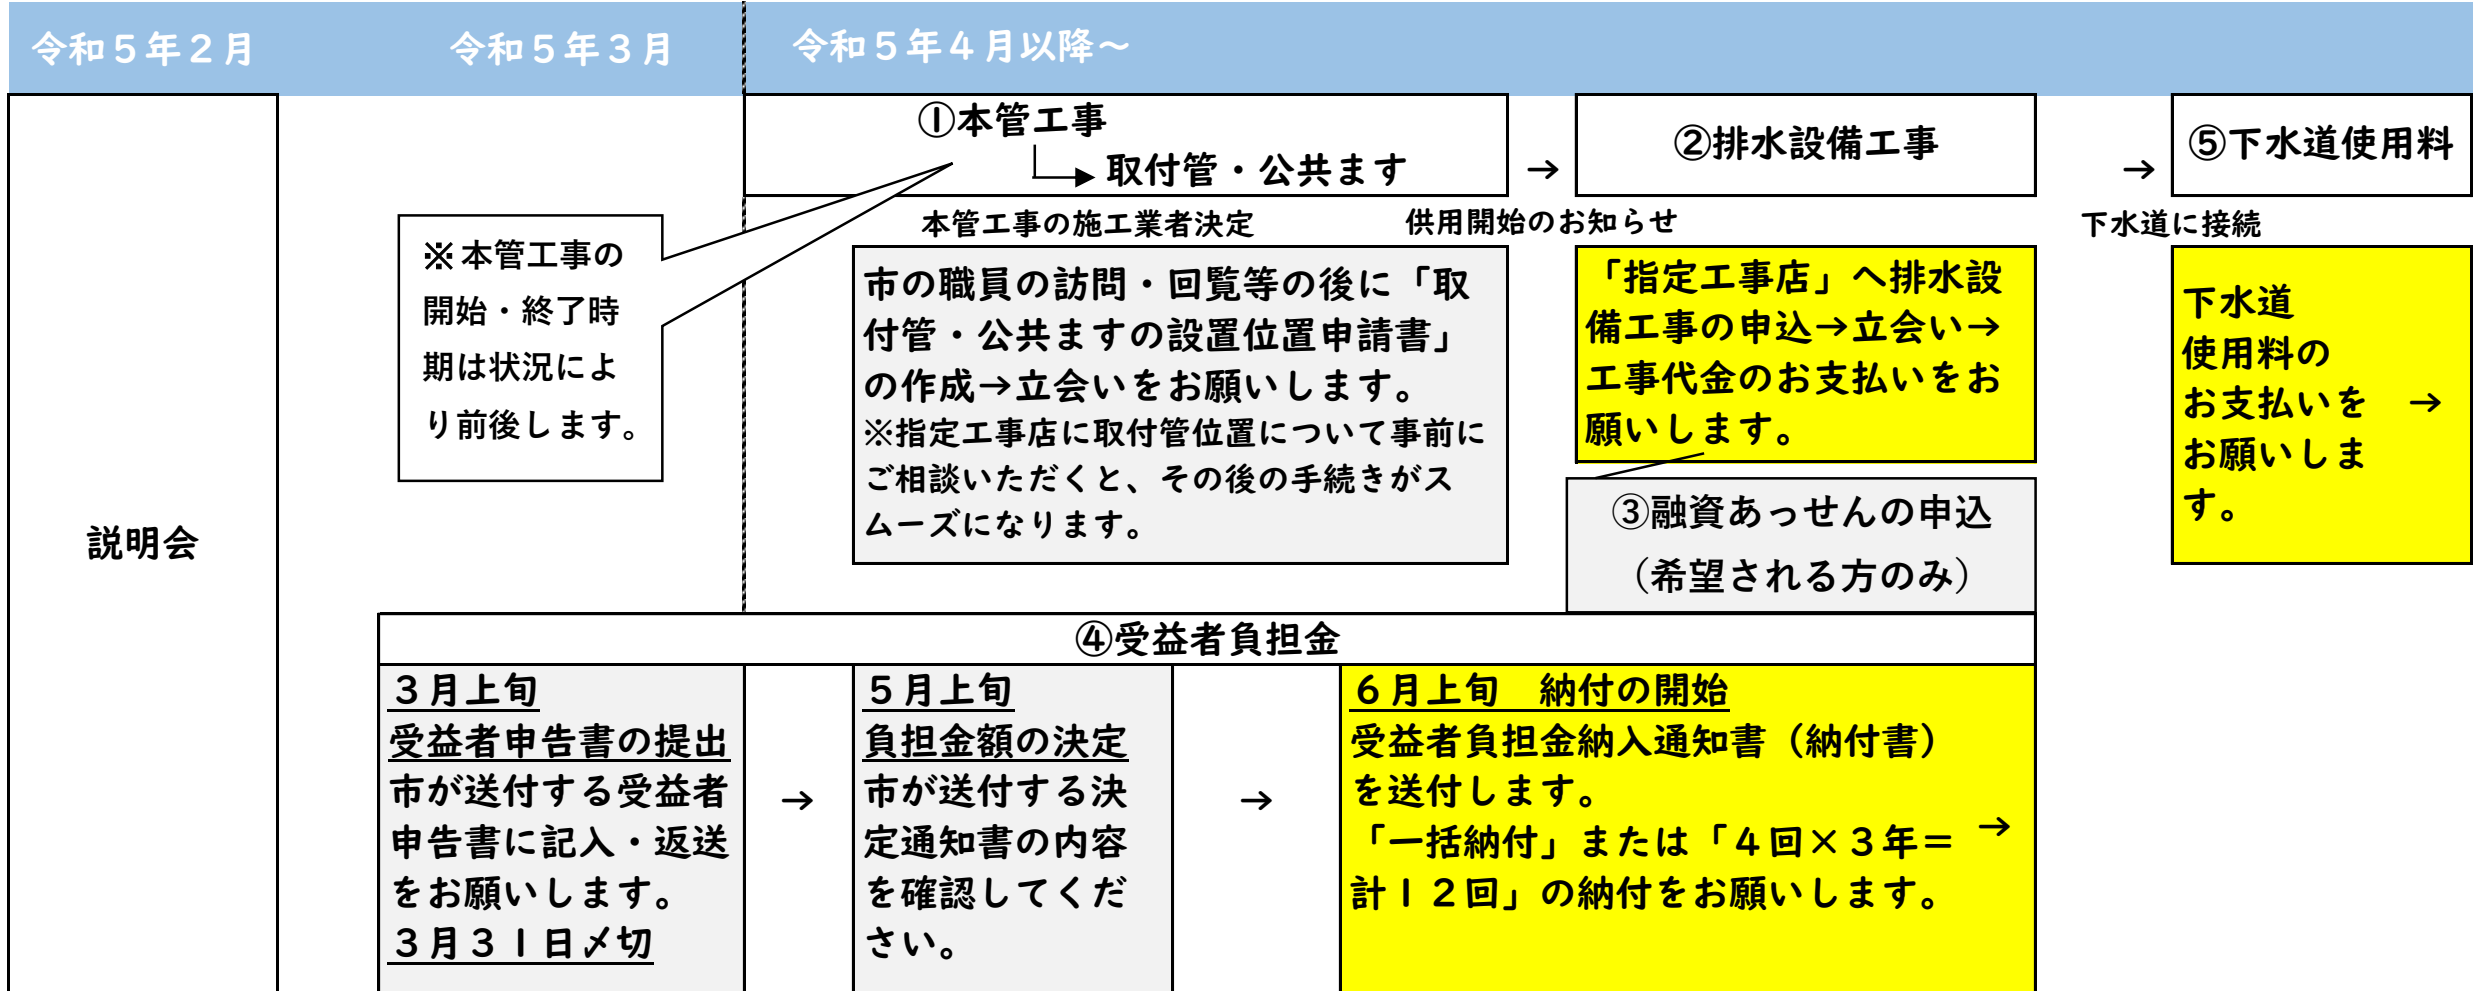 令和５年２月
令和５年３月
令和５年４月以降～
説明会
①本管工事
取付管・公共ます
→
②排水設備工事
→
⑤下水道使用料
※本管工事の
開始・終了時
期は状況によ
り前後します。
本管工事の施工業者決定
供用開始のお知らせ
下水道に接続
市の職員の訪問・回覧等の後に「取
付管・公共ますの設置位置申請書」
の作成→立会いをお願いします。
※指定工事店に取付管位置について事前に
ご相談いただくと、その後の手続きがス
ムーズになります。
「指定工事店」へ排水設
備工事の申込→立会い→
工事代金のお支払いをお
願いします。
下水道
使用料の
お支払いを →
お願いしま
す。
③融資あっせんの申込
（希望される方のみ）
④受益者負担金
３月上旬
受益者申告書の提出
市が送付する受益者
申告書に記入・返送
をお願いします。
３月３１日〆切
→
５月上旬
負担金額の決定
市が送付する決
定通知書の内容
を確認してくだ
さい。
→
６月上旬　納付の開始
受益者負担金納入通知書（納付書）
を送付します。
「一括納付」または「４回×３年＝ →
計１２回」の納付をお願いします。